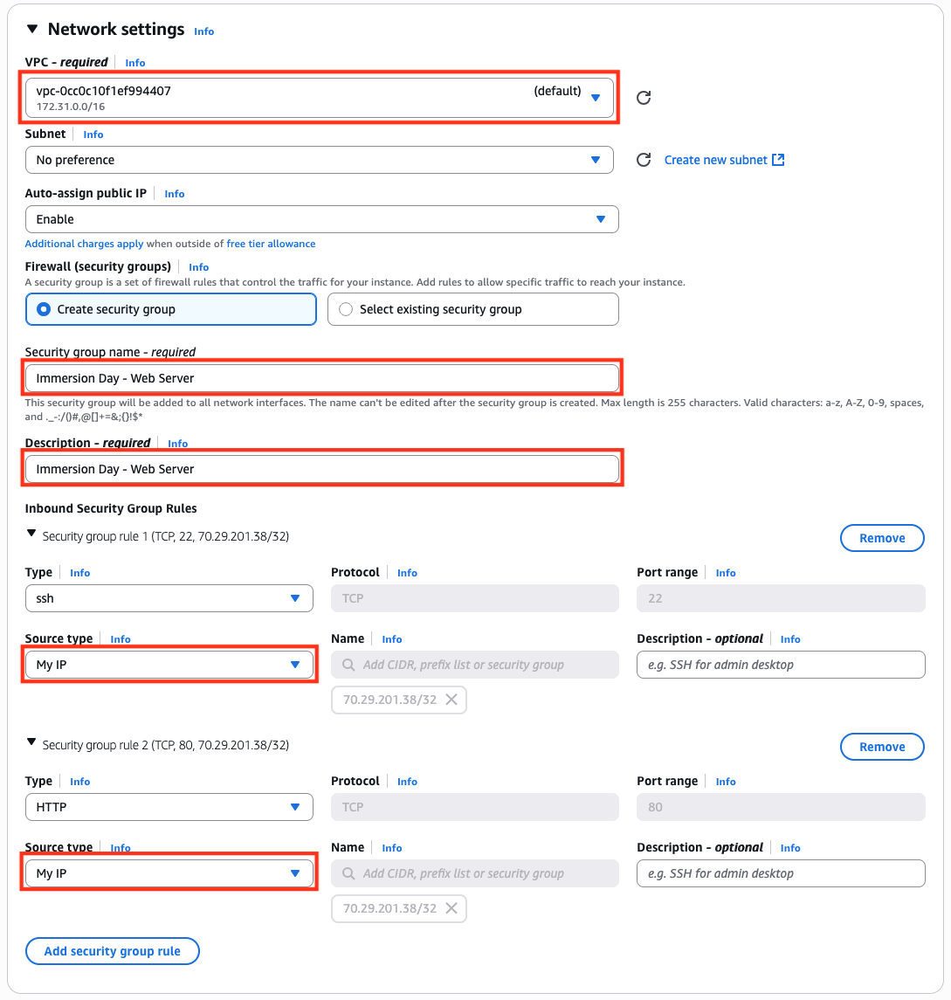 Network settings Info
VPC - required Info
vpc-0cc0c10f1ef994407 (default)
172.31.0.0/16
Subnet Info
No preference Create new subnet
Auto-assign public IP Info
Enable
Additional charges apply when outside of free tier allowance
Firewall (security groups) Info
A security group is a set of firewall rules that control the traffic for your instance. Add rules to allow specific traffic to reach your instance.
Create security group Select existing security group
Security group name - required
Immersion Day - Web Server
This security group will be added to all network interfaces. The name can't be edited after the security group is created. Max length is 255 characters. Valid characters: a-z, A-Z, 0-9, spaces,
and ._-:/()#,@[]+=&;{}!$*
Description - required Info
Immersion Day - Web Server
Inbound Security Group Rules
Security group rule 1 (TCP, 22, 70.29.201.38/32) Remove
Type Info Protocol Info Port range Info
ssh TCP 22
Source type Info Name Info Description - optional Info
My IP Add CIDR, prefix list or security group e.g. SSH for admin desktop
70.29.201.38/32
Security group rule 2 (TCP, 80, 70.29.201.38/32) Remove
Type Info Protocol Info Port range Info
HTTP TCP 80
Source type Info Name Info Description - optional Info
My IP Add CIDR, prefix list or security group e.g. SSH for admin desktop
70.29.201.38/32
Add security group rule